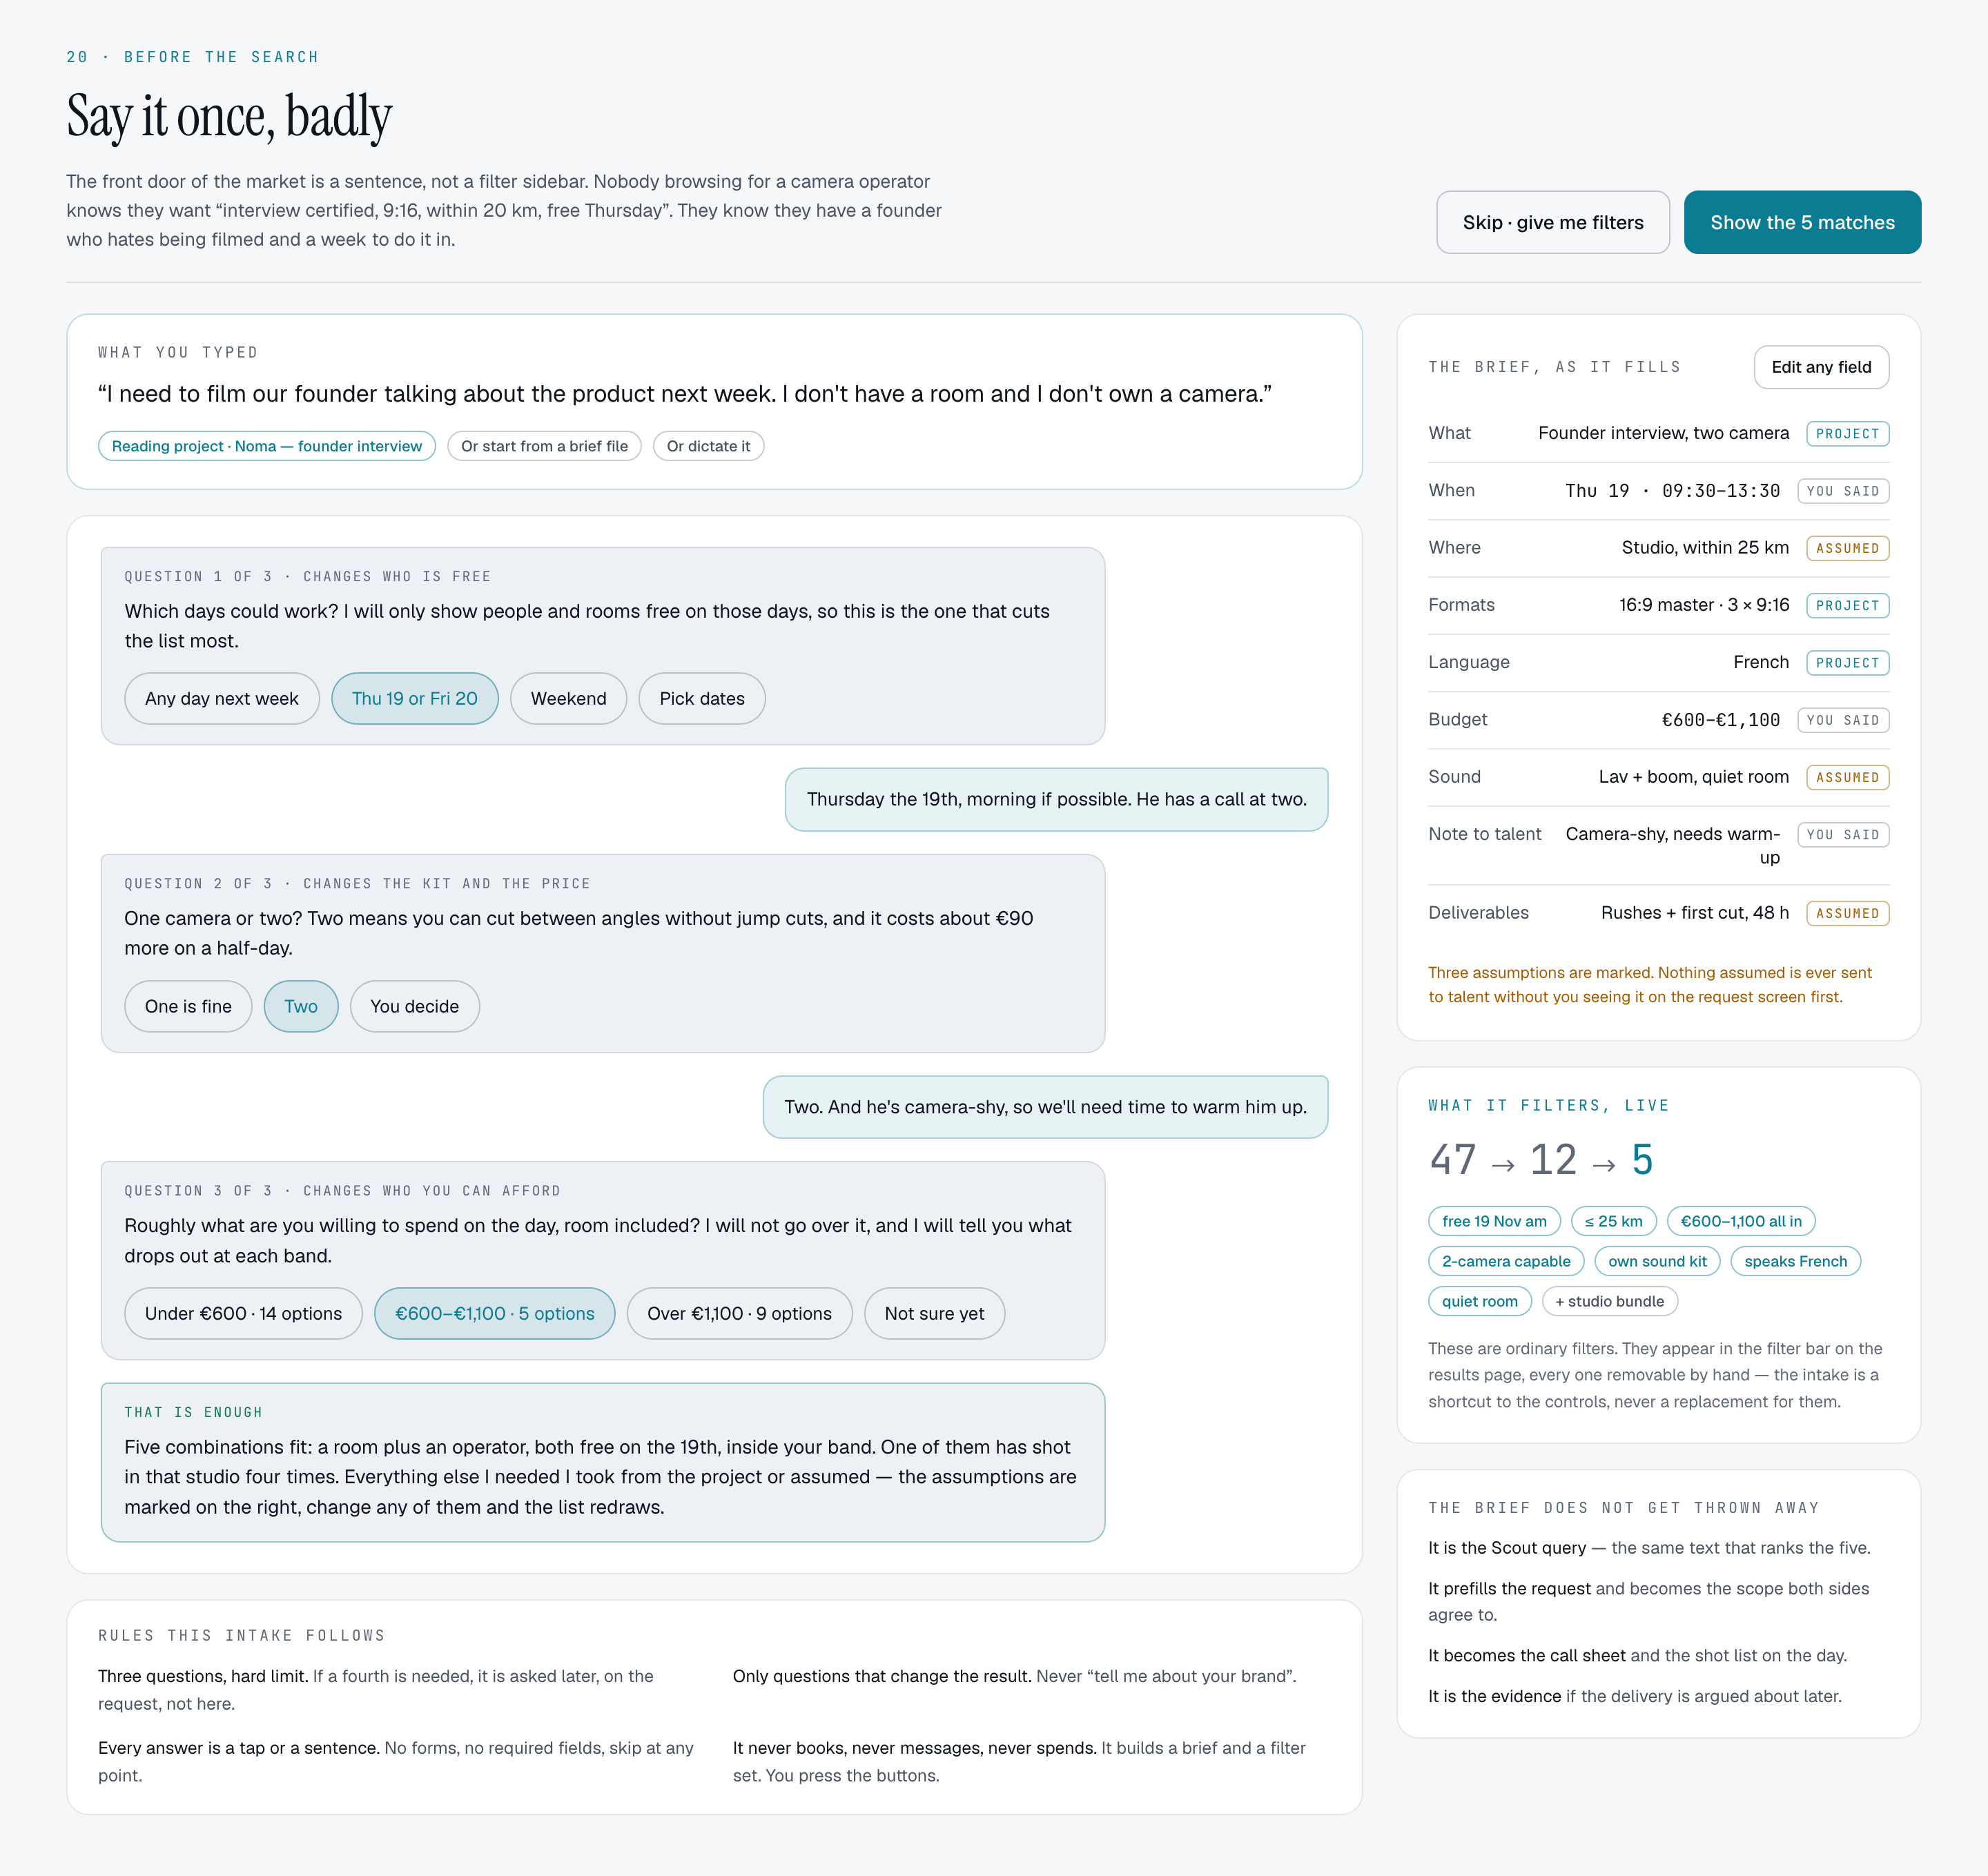 20 · BEFORE THE SEARCH
Say it once, badly
The front door of the market is a sentence, not a filter sidebar. Nobody browsing for a camera operator
knows they want “interview certified, 9:16, within 20 km, free Thursday”. They know they have a founder
who hates being filmed and a week to do it in.
Skip · give me filters
Show the 5 matches
WHAT YOU TYPED
“I need to film our founder talking about the product next week. I don't have a room and I don't own a camera.”
Reading project · Noma — founder interview
Or start from a brief file
Or dictate it
QUESTION 1 OF 3 · CHANGES WHO IS FREE
Which days could work? I will only show people and rooms free on those days, so this is the one that cuts
the list most.
Any day next week
Thu 19 or Fri 20
Weekend
Pick dates
Thursday the 19th, morning if possible. He has a call at two.
QUESTION 2 OF 3 · CHANGES THE KIT AND THE PRICE
One camera or two? Two means you can cut between angles without jump cuts, and it costs about €90
more on a half-day.
One is fine
Two
You decide
Two. And he's camera-shy, so we'll need time to warm him up.
QUESTION 3 OF 3 · CHANGES WHO YOU CAN AFFORD
Roughly what are you willing to spend on the day, room included? I will not go over it, and I will tell you what
drops out at each band.
Under €600 · 14 options
€600–€1,100 · 5 options
Over €1,100 · 9 options
Not sure yet
THAT IS ENOUGH
Five combinations fit: a room plus an operator, both free on the 19th, inside your band. One of them has shot
in that studio four times. Everything else I needed I took from the project or assumed — the assumptions are
marked on the right, change any of them and the list redraws.
RULES THIS INTAKE FOLLOWS
Three questions, hard limit. If a fourth is needed, it is asked later, on the
request, not here.
Only questions that change the result. Never “tell me about your brand”.
Every answer is a tap or a sentence. No forms, no required fields, skip at any
point.
It never books, never messages, never spends. It builds a brief and a filter
set. You press the buttons.
THE BRIEF, AS IT FILLS
Edit any field
What Founder interview, two camera PROJECT
When Thu 19 · 09:30–13:30 YOU SAID
Where Studio, within 25 km ASSUMED
Formats 16:9 master · 3 × 9:16 PROJECT
Language French PROJECT
Budget €600–€1,100 YOU SAID
Sound Lav + boom, quiet room ASSUMED
Note to talent Camera-shy, needs warm- YOU SAID
up
Deliverables Rushes + first cut, 48 h ASSUMED
Three assumptions are marked. Nothing assumed is ever sent
to talent without you seeing it on the request screen first.
WHAT IT FILTERS, LIVE
47 → 12 → 5
free 19 Nov am
≤ 25 km
€600–1,100 all in
2-camera capable
own sound kit
speaks French
quiet room
+ studio bundle
These are ordinary filters. They appear in the filter bar on the
results page, every one removable by hand — the intake is a
shortcut to the controls, never a replacement for them.
THE BRIEF DOES NOT GET THROWN AWAY
It is the Scout query — the same text that ranks the five.
It prefills the request and becomes the scope both sides
agree to.
It becomes the call sheet and the shot list on the day.
It is the evidence if the delivery is argued about later.